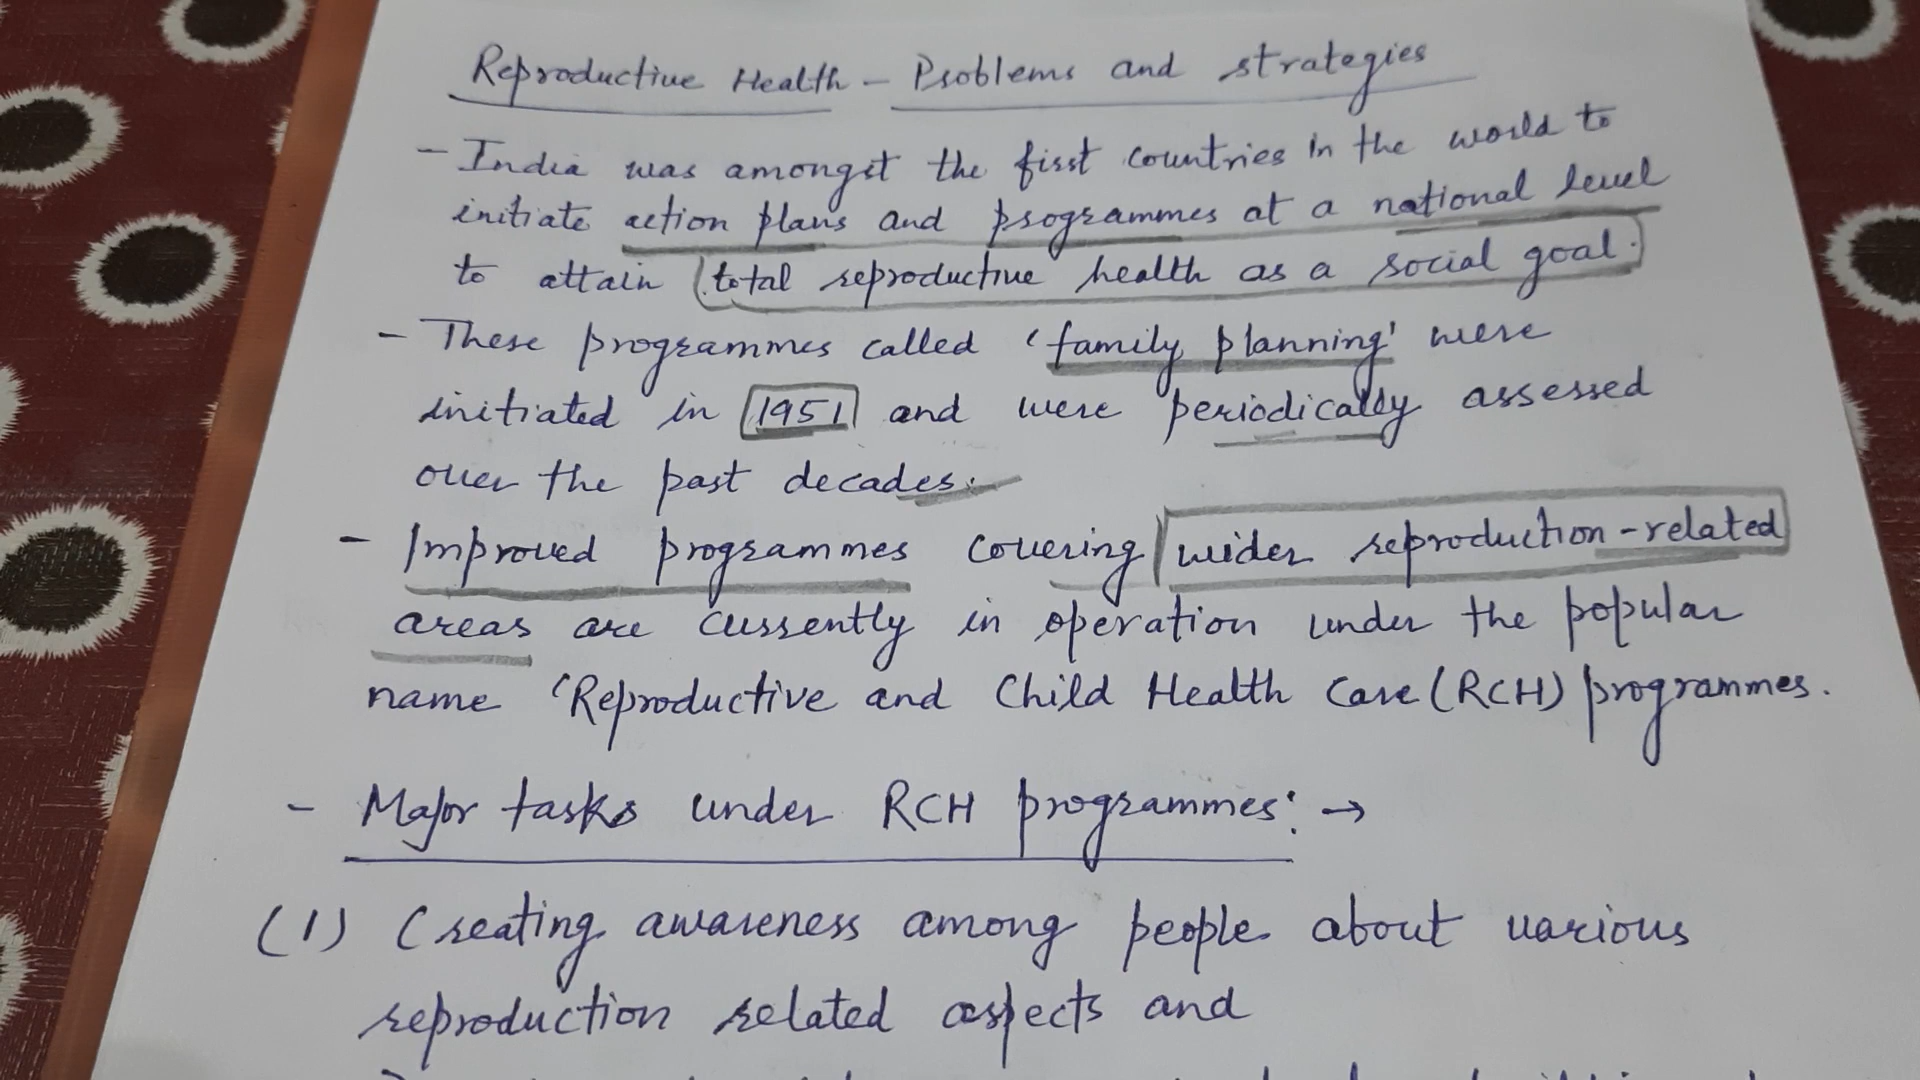 Reproductive Health - Problems and strategies
- India was amongst the first countries in the world to
initiate action plans and programmes at a national level
to attain total reproductive health as a social goal.
- These programmes called 'family planning' were
initiated in 1951 and were periodically assessed
over the past decades.
- Improved programmes covering wider reproduction-related
areas are currently in operation under the popular
name 'Reproductive and Child Health Care (RCH) programmes.
- Major tasks under RCH programmes: →
(1) Creating awareness among people about various
reproduction related aspects and